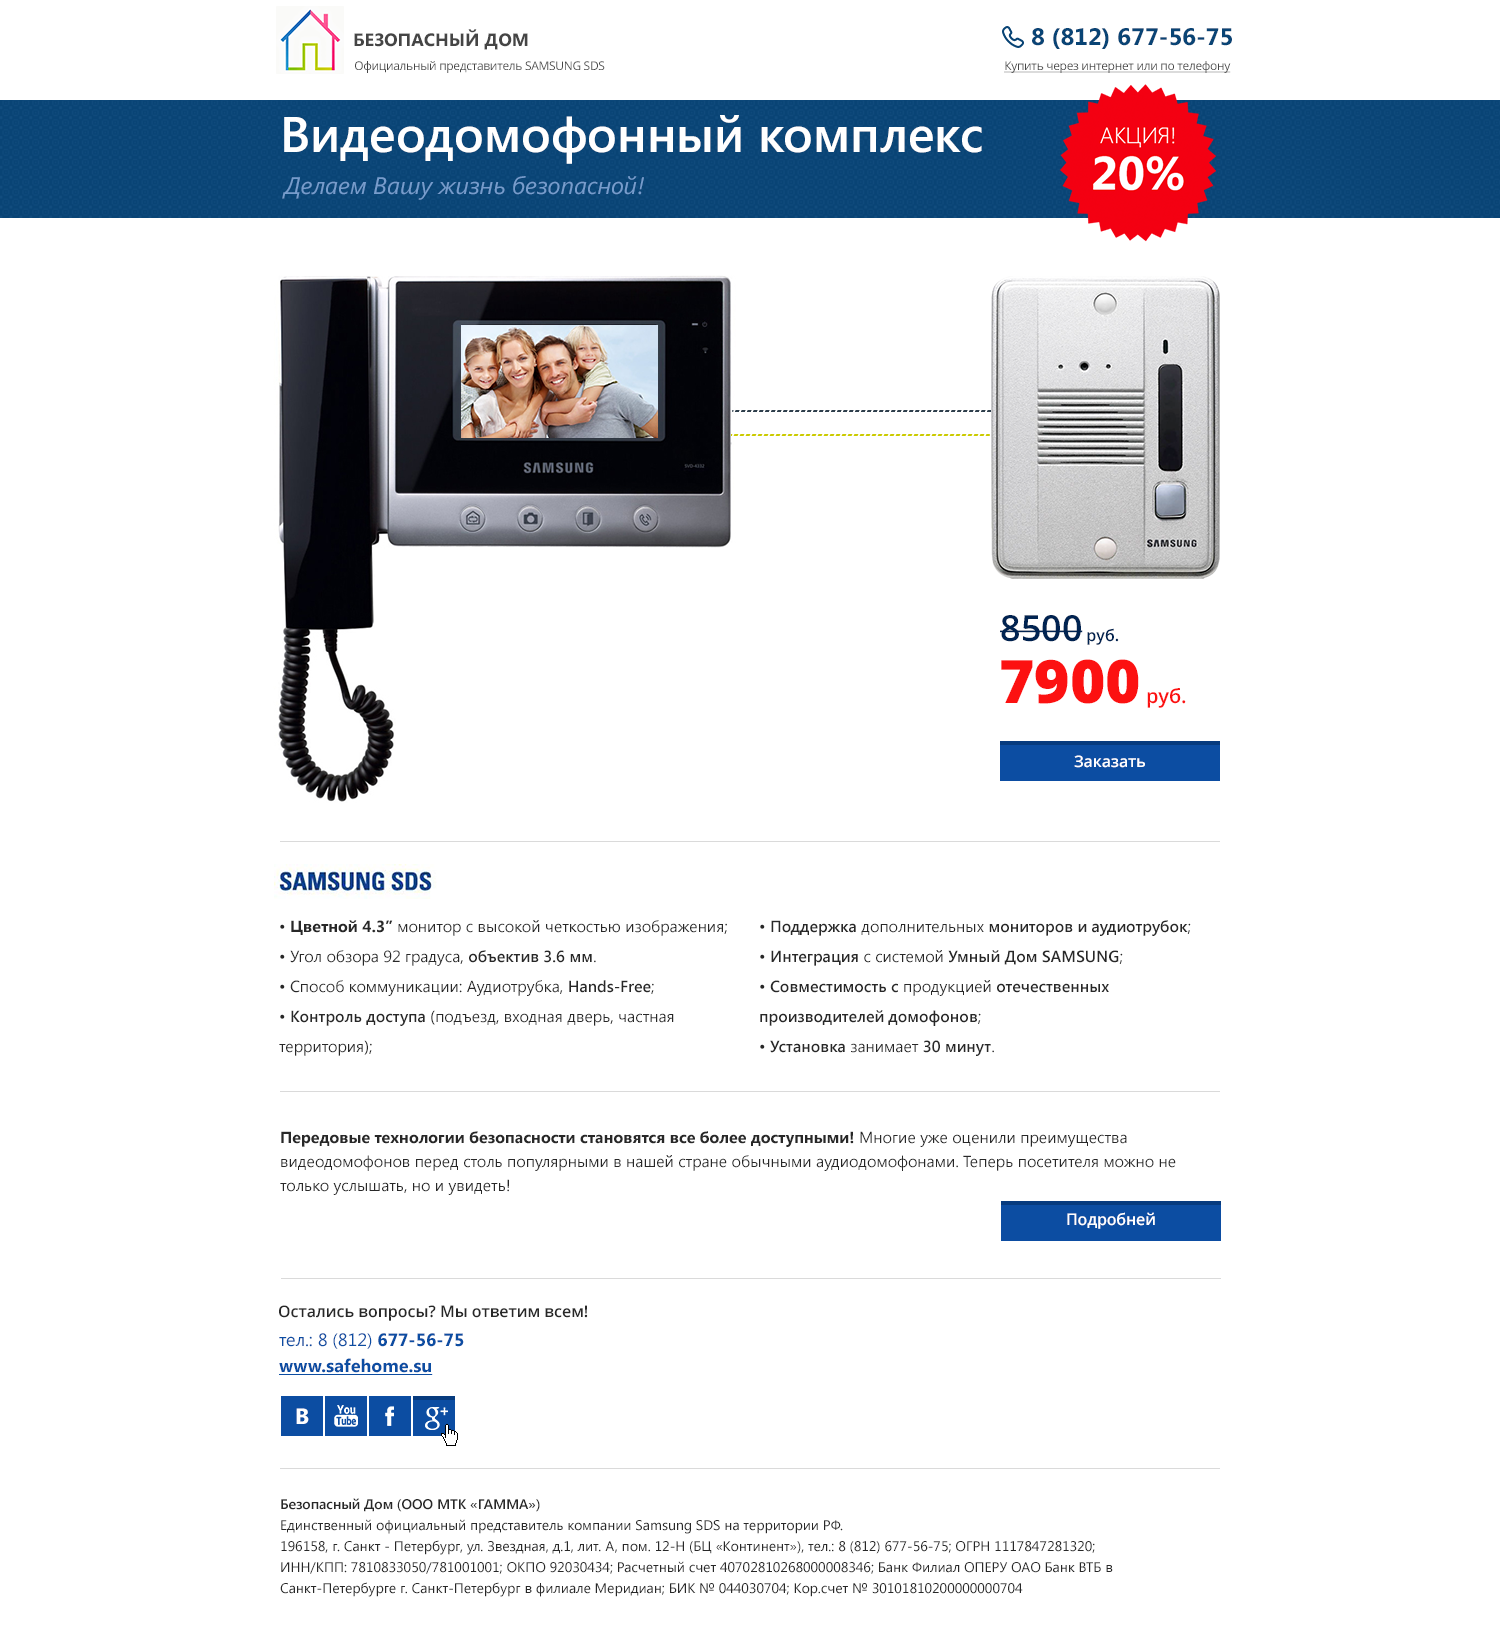 БЕЗОПАСНЫЙ ДОМ
Официальный представитель SAMSUNG SDS
8 (812) 677-56-75
Купить через интернет или по телефону
Видеодомофонный комплекс
Делаем Вашу жизнь безопасной!
АКЦИЯ!
20%
SAMSUNG
SAMSUNG
8500 руб.
7900 руб.
Заказать
SAMSUNG SDS
• Цветной 4.3” монитор с высокой четкостью изображения;
• Угол обзора 92 градуса, объектив 3.6 мм.
• Способ коммуникации: Аудиотрубка, Hands-Free;
• Контроль доступа (подъезд, входная дверь, частная
территория);
• Поддержка дополнительных мониторов и аудиотрубок;
• Интеграция с системой Умный Дом SAMSUNG;
• Совместимость с продукцией отечественных
производителей домофонов;
• Установка занимает 30 минут.
Передовые технологии безопасности становятся все более доступными! Многие уже оценили преимущества
видеодомофонов перед столь популярными в нашей стране обычными аудиодомофонами. Теперь посетителя можно не
только услышать, но и увидеть!
Подробней
Остались вопросы? Мы ответим всем!
тел.: 8 (812) 677-56-75
www.safehome.su
B
You
Tube
f
g+
Безопасный Дом (ООО МТК «ГАММА»)
Единственный официальный представитель компании Samsung SDS на территории РФ.
196158, г. Санкт - Петербург, ул. Звездная, д.1, лит. А, пом. 12-Н (БЦ «Континент»), тел.: 8 (812) 677-56-75; ОГРН 1117847281320;
ИНН/КПП: 7810833050/781001001; ОКПО 92030434; Расчетный счет 40702810268000008346; Банк Филиал ОПЕРУ ОАО Банк ВТБ в
Санкт-Петербурге г. Санкт-Петербург в филиале Меридиан; БИК № 044030704; Кор.счет № 30101810200000000704